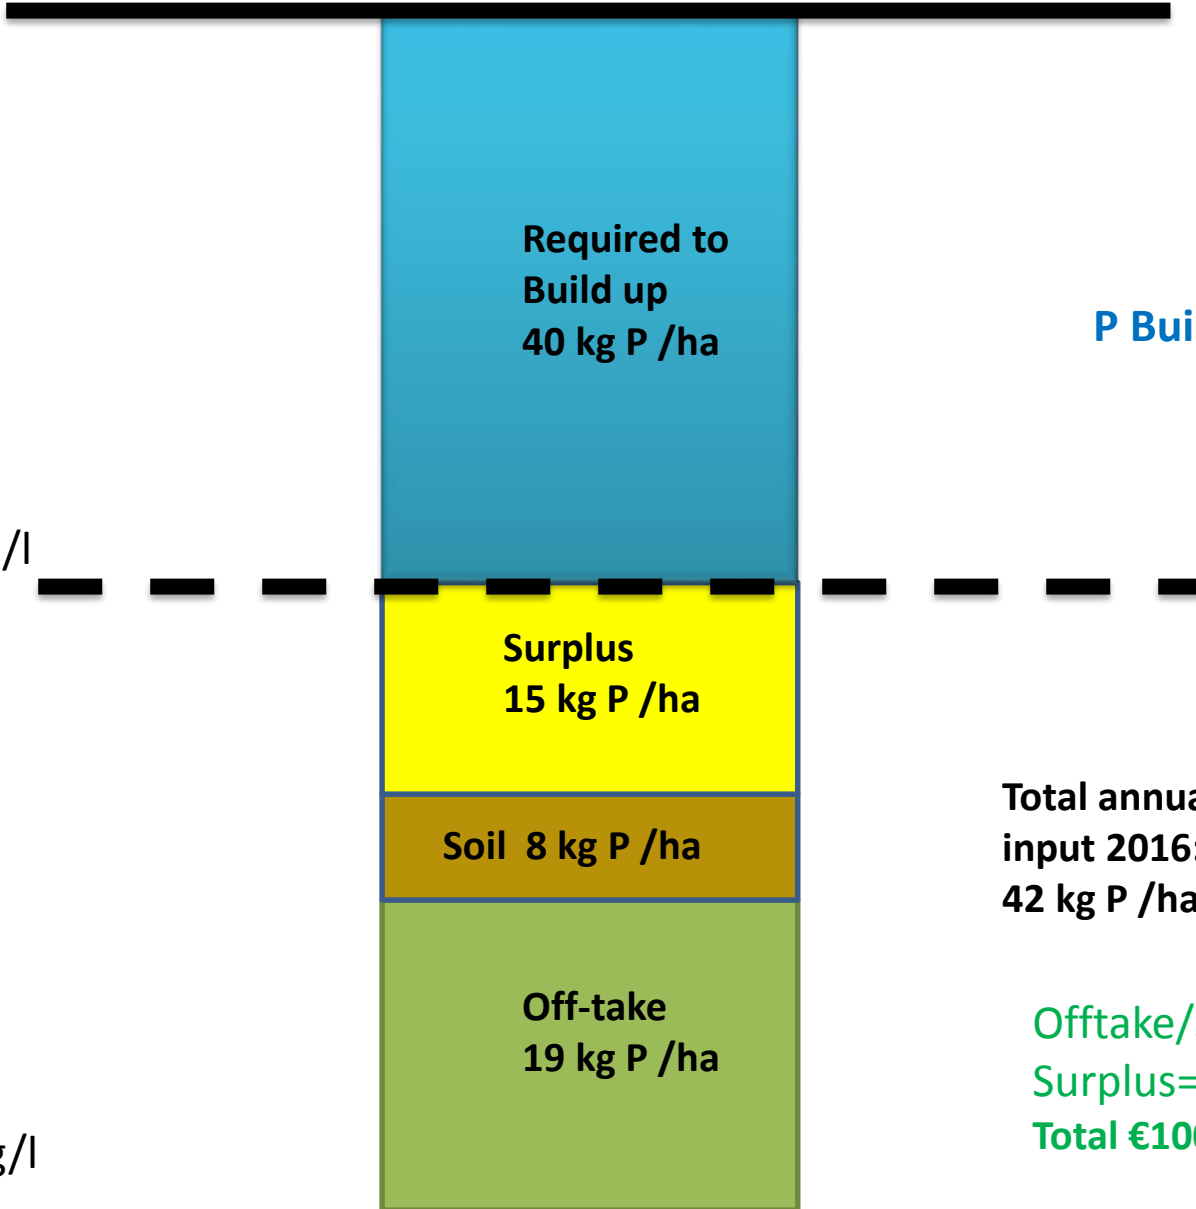 Required to
Build up
40 kg P /ha
P Bui
/l
Surplus
15 kg P /ha
Total annua
input 2016:
42 kg P /ha
Soil 8 kg P /ha
Off-take
19 kg P /ha
Offtake/
Surplus=
Total €100
g/l